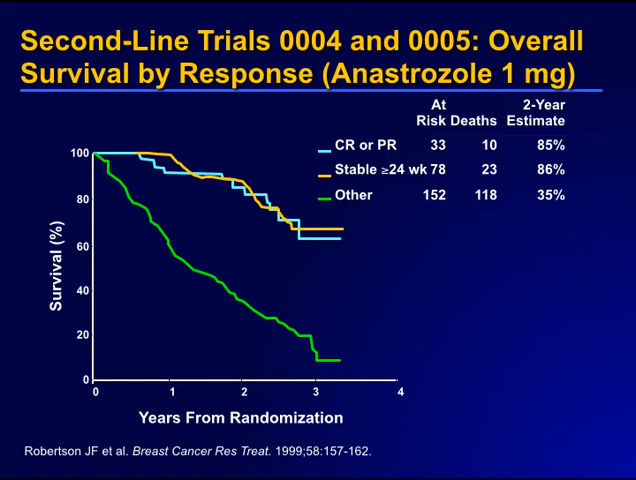 Second-Line Trials 0004 and 0005: Overall
Survival by Response (Anastrozole 1 mg)
At Risk Deaths 2-Year Estimate
CR or PR 33 10 85%
Stable ≥24 wk 78 23 86%
Other 152 118 35%
Survival (%)
100
80
60
40
20
0
0 1 2 3 4
Years From Randomization
Robertson JF et al. Breast Cancer Res Treat. 1999;58:157-162.